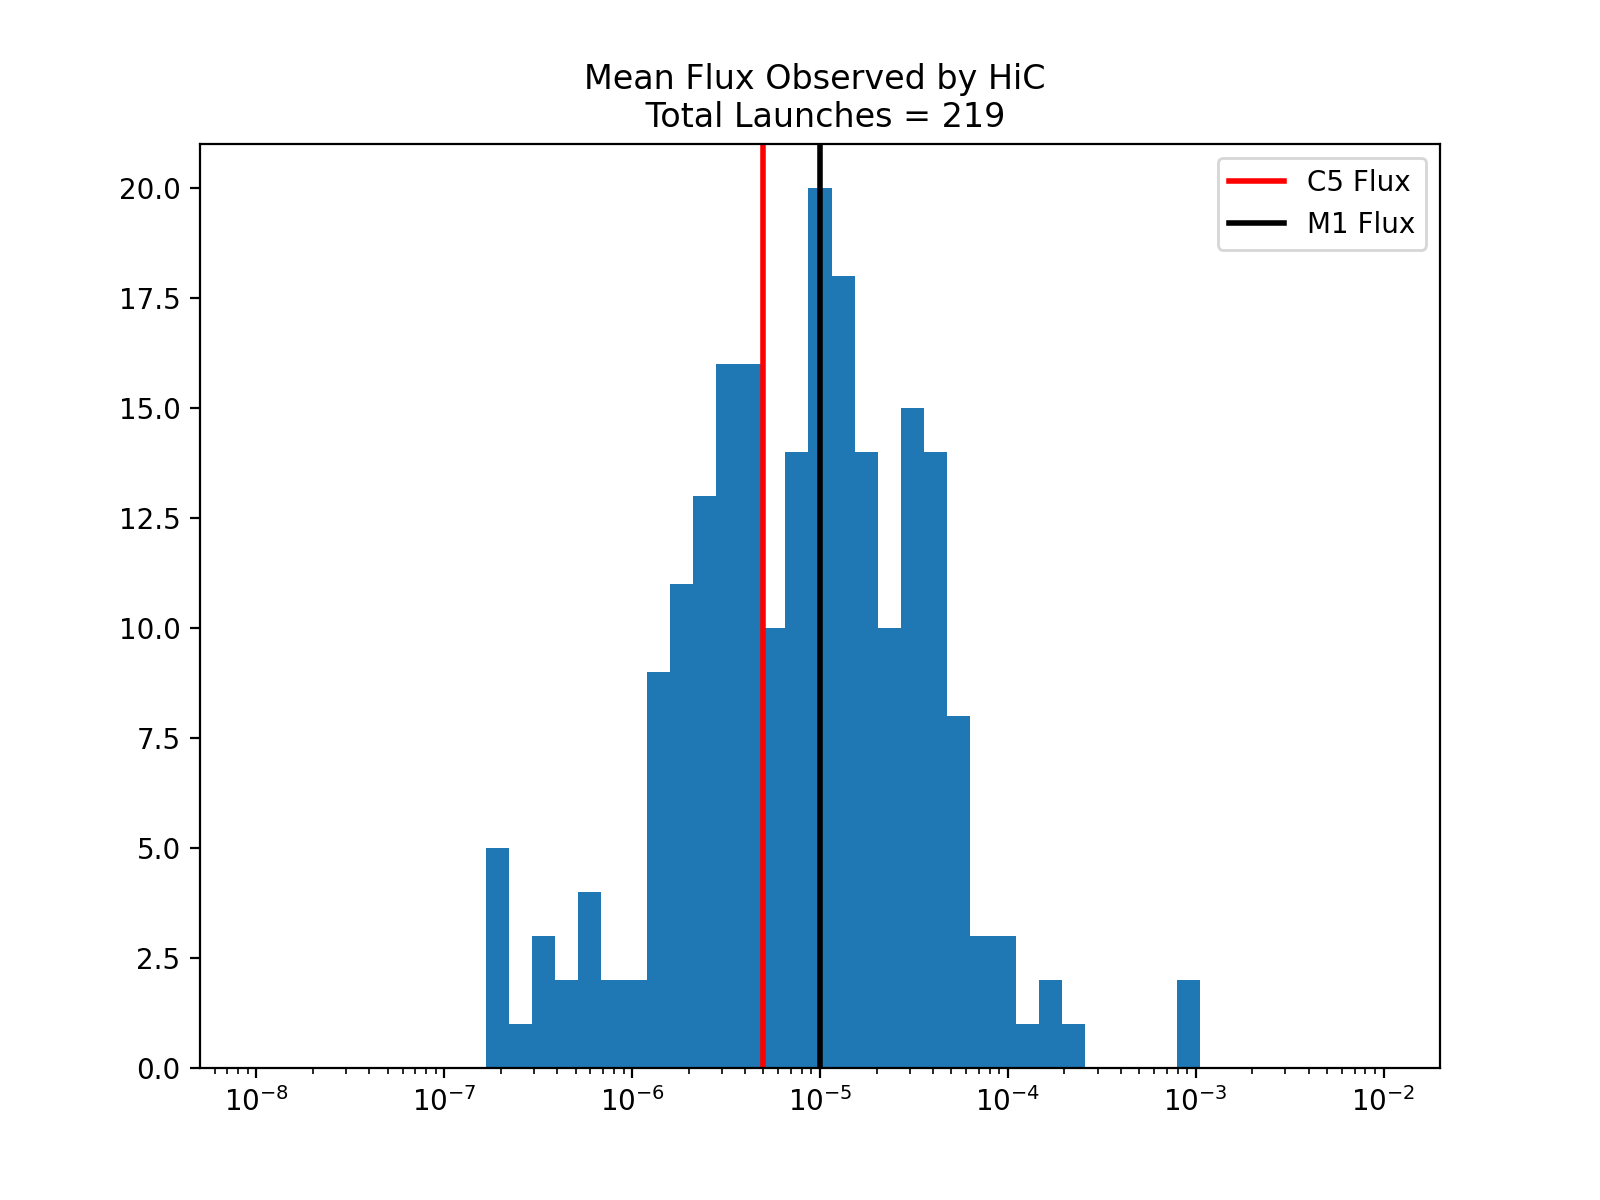 Mean Flux Observed by HiC
Total Launches = 219
C5 Flux
M1 Flux
20.0
17.5
15.0
12.5
10.0
7.5
5.0
2.5
0.0
10⁻⁸ 10⁻⁷ 10⁻⁶ 10⁻⁵ 10⁻⁴ 10⁻³ 10⁻²